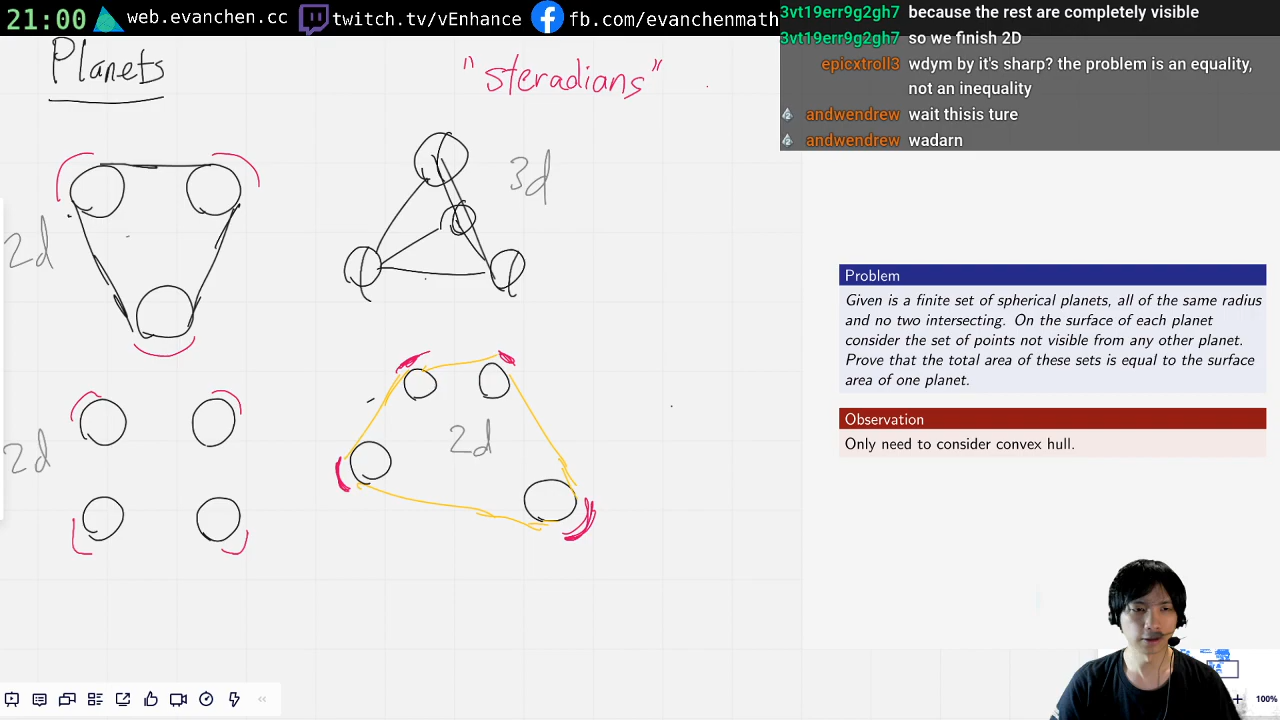 21:00 web.evanchen.cc twitch.tv/vEnhance fb.com/evanchenmath
3vt19err9g2gh7 because the rest are completely visible
3vt19err9g2gh7 so we finish 2D
epicxtroll3 wdym by it's sharp? the problem is an equality,
not an inequality
andwendrew wait thisis ture
andwendrew wadarn
Planets
"steradians"
2d
3d
2d
2d
Problem
Given is a finite set of spherical planets, all of the same radius
and no two intersecting. On the surface of each planet
consider the set of points not visible from any other planet.
Prove that the total area of these sets is equal to the surface
area of one planet.
Observation
Only need to consider convex hull.
100%